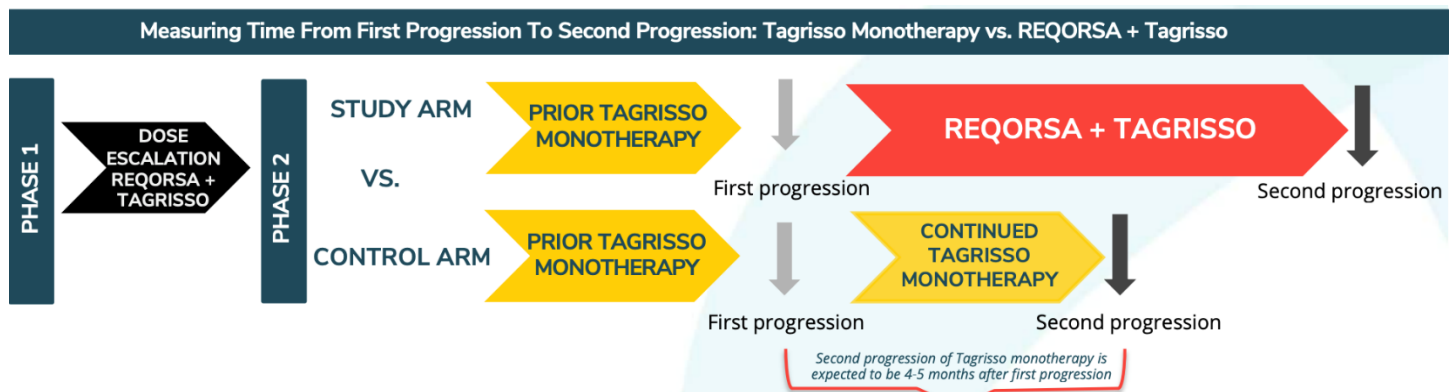 Measuring Time From First Progression To Second Progression: Tagrisso Monotherapy vs. REQORSA + Tagrisso
PHASE 1
DOSE
ESCALATION
REQORSA +
TAGRISSO
PHASE 2
STUDY ARM
VS.
CONTROL ARM
PRIOR TAGRISSO
MONOTHERAPY
First progression
REQORSA + TAGRISSO
Second progression
PRIOR TAGRISSO
MONOTHERAPY
First progression
CONTINUED
TAGRISSO
MONOTHERAPY
Second progression
Second progression of Tagrisso monotherapy is
expected to be 4-5 months after first progression